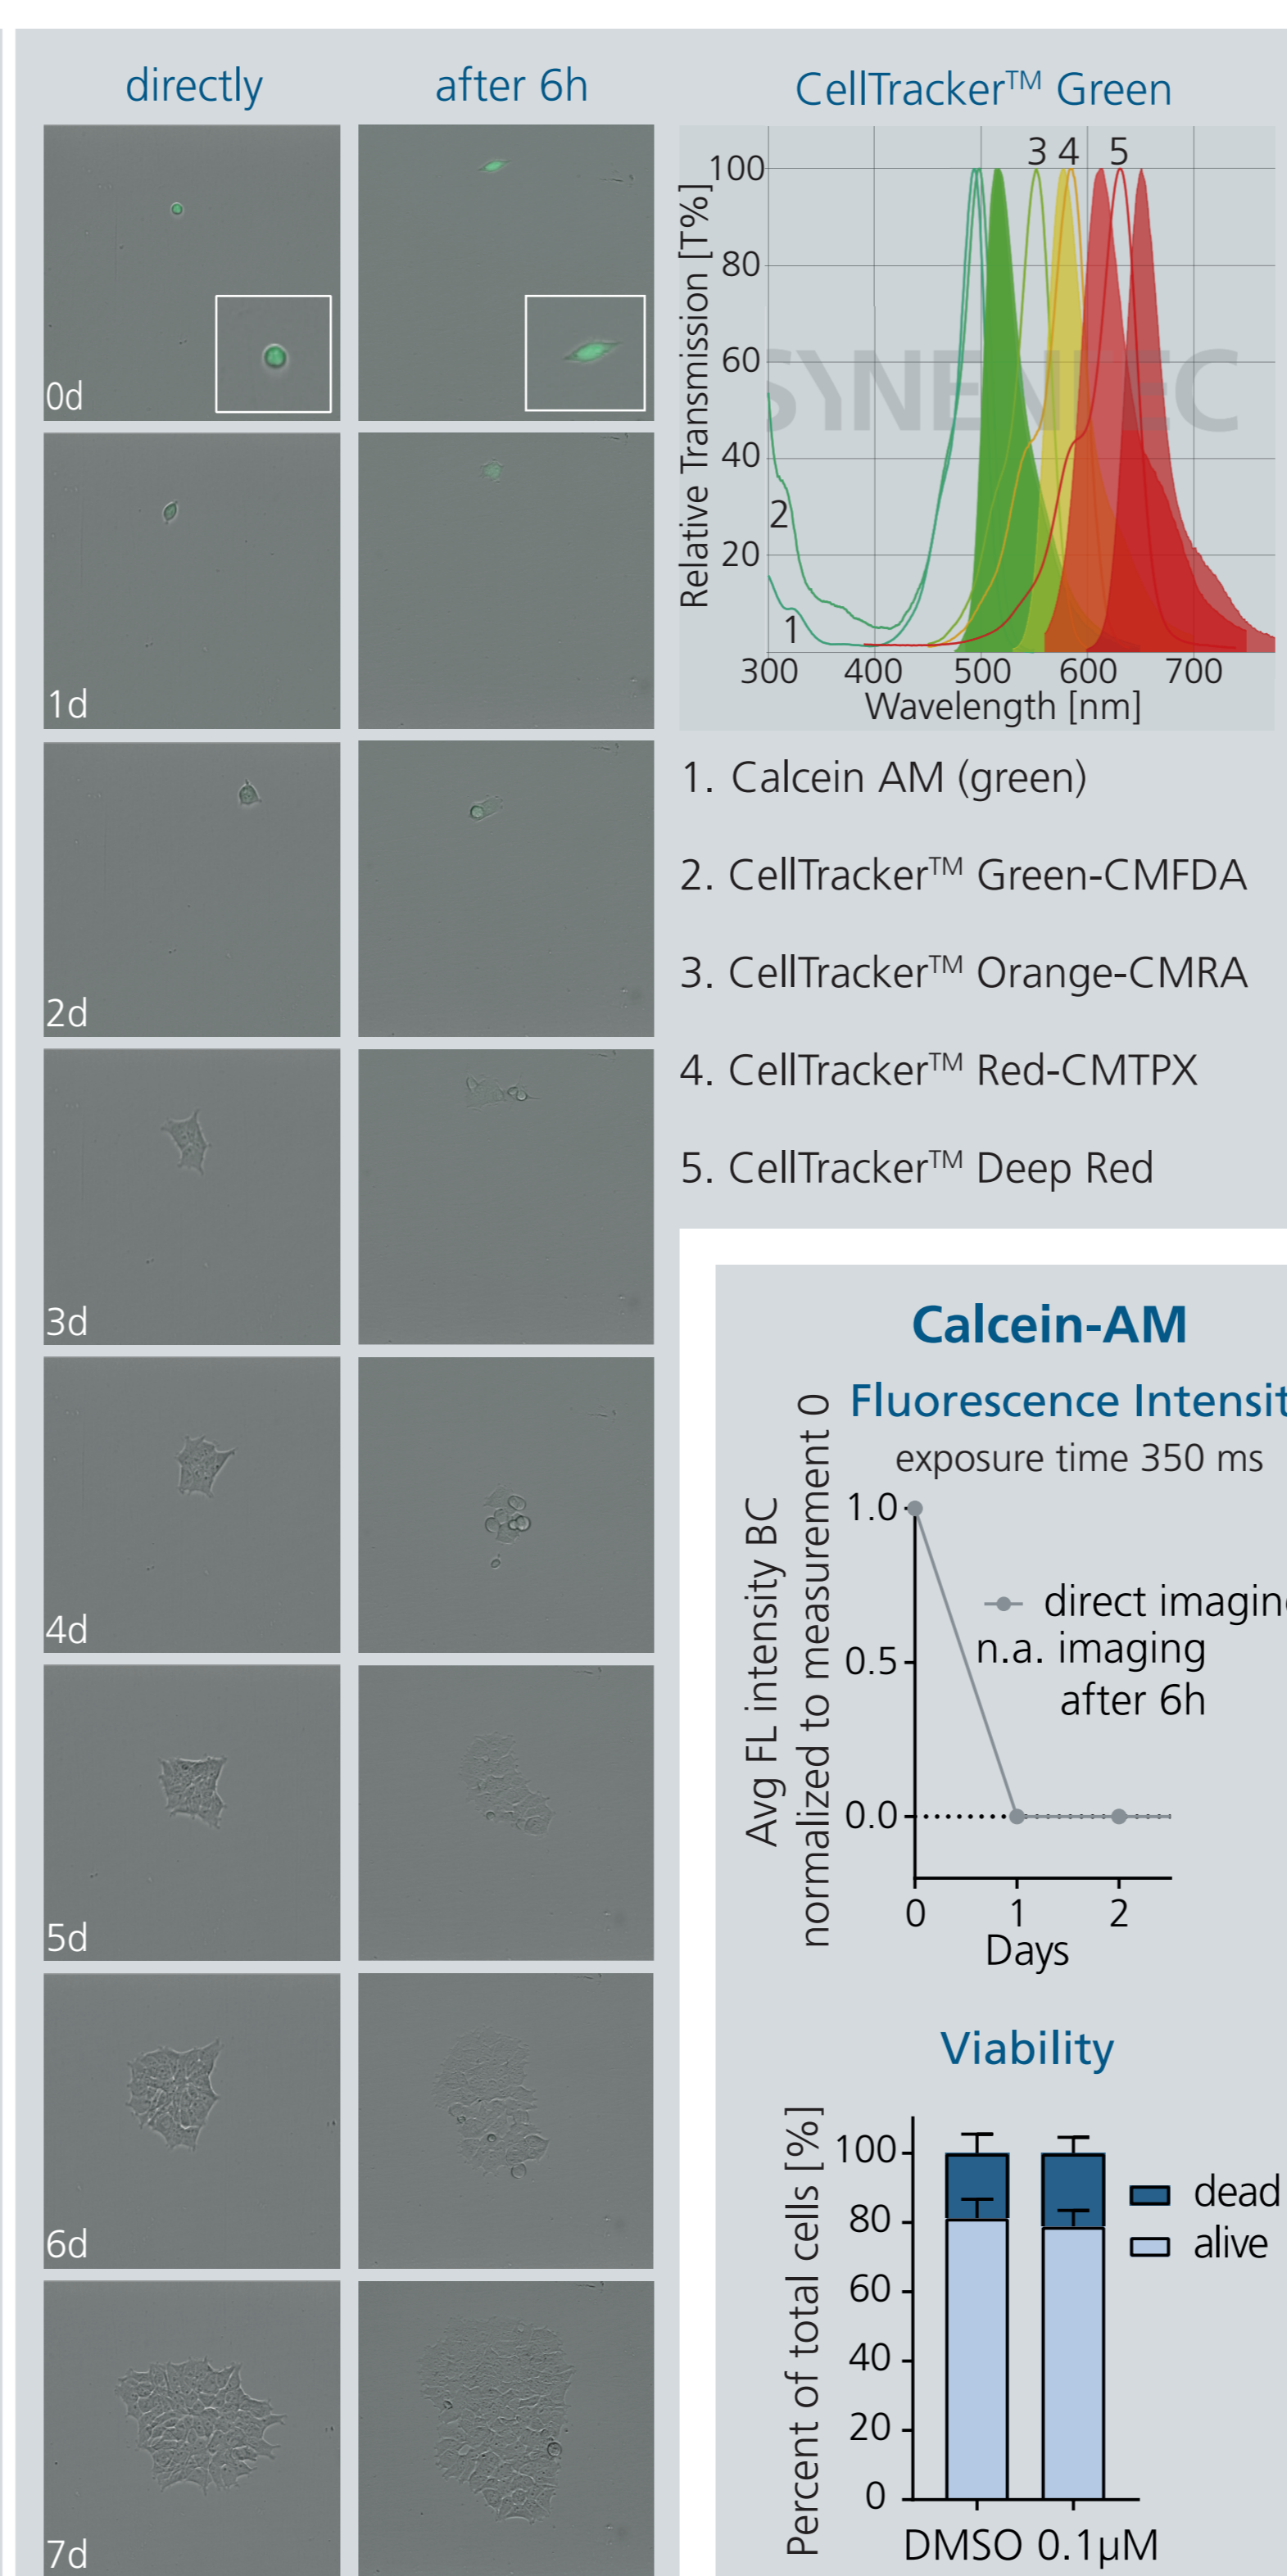 directly
after 6h
0d
1d
2d
3d
4d
5d
6d
7d
CellTracker™ Green
Relative Transmission [T%]
100
80
60
40
20
3 4 5
2
1
SYNENTEC
300 400 500 600 700
Wavelength [nm]
1. Calcein AM (green)
2. CellTracker™ Green-CMFDA
3. CellTracker™ Orange-CMRA
4. CellTracker™ Red-CMTPX
5. CellTracker™ Deep Red
Calcein-AM
Fluorescence Intensit
exposure time 350 ms
Avg FL intensity BC
normalized to measurement 0
1.0
0.5
0.0
direct imagin
n.a. imaging
after 6h
0 1 2
Days
Viability
Percent of total cells [%]
100
80
60
40
20
0
dead
alive
DMSO 0.1µM